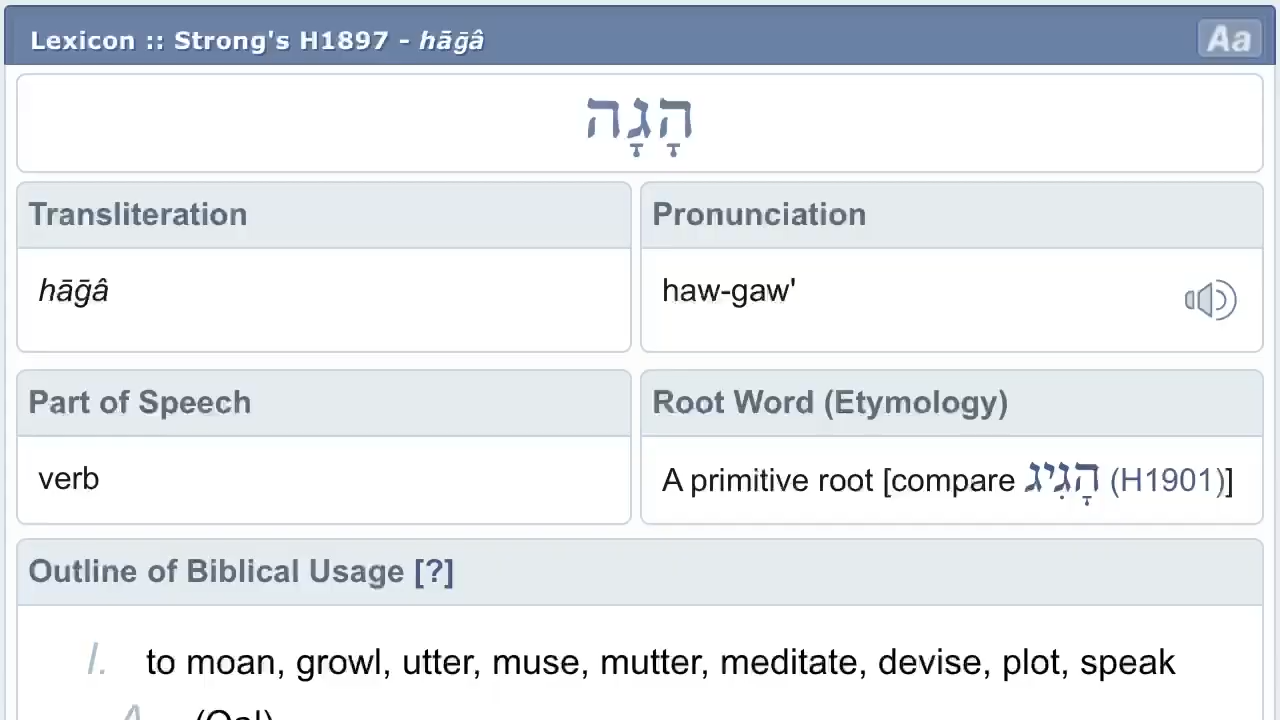 Lexicon :: Strong's H1897 - hāḡâ
Aa
הָגָה
Transliteration
Pronunciation
hāḡâ
haw-gaw'
Part of Speech
Root Word (Etymology)
verb
A primitive root [compare הָגִיג (H1901)]
Outline of Biblical Usage [?]
I. to moan, growl, utter, muse, mutter, meditate, devise, plot, speak
A. (Qal)